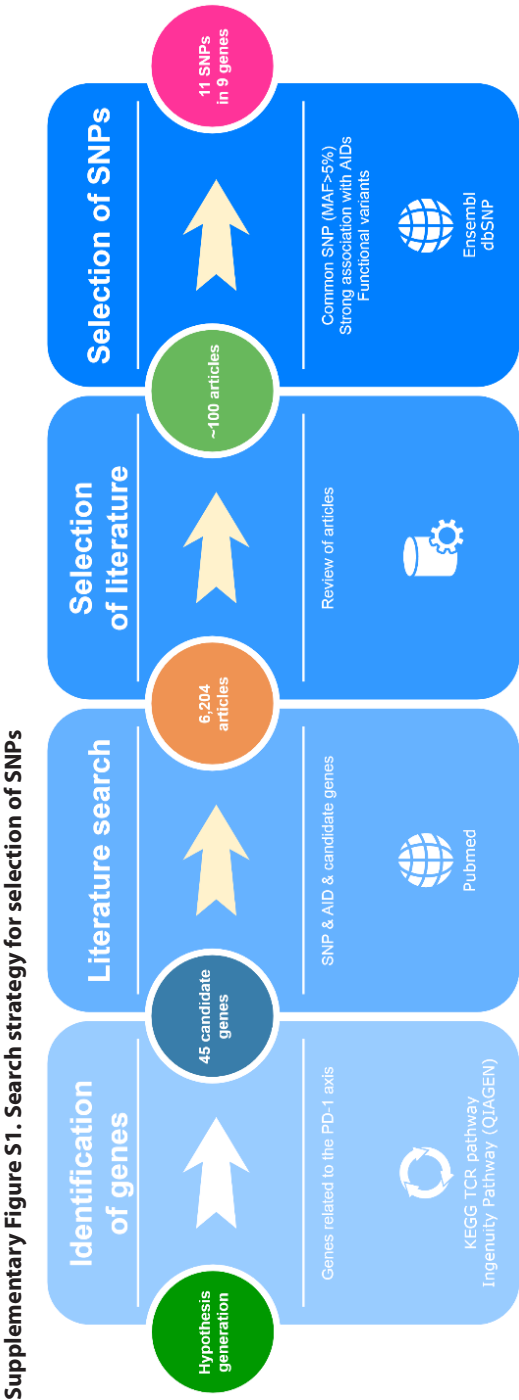 Supplementary Figure S1. Search strategy for selection of SNPs
Hypothesis
generation
Identification
of genes
Genes related to the PD-1 axis
KEGG TCR pathway
Ingenuity Pathway (QIAGEN)
45 candidate
genes
Literature search
SNP & AID & candidate genes
Pubmed
6,204
articles
Selection
of literature
Review of articles
~100 articles
Selection of SNPs
Common SNP (MAF>5%)
Strong association with AIDs
Functional variants
Ensembl
dbSNP
11 SNPs
in 9 genes